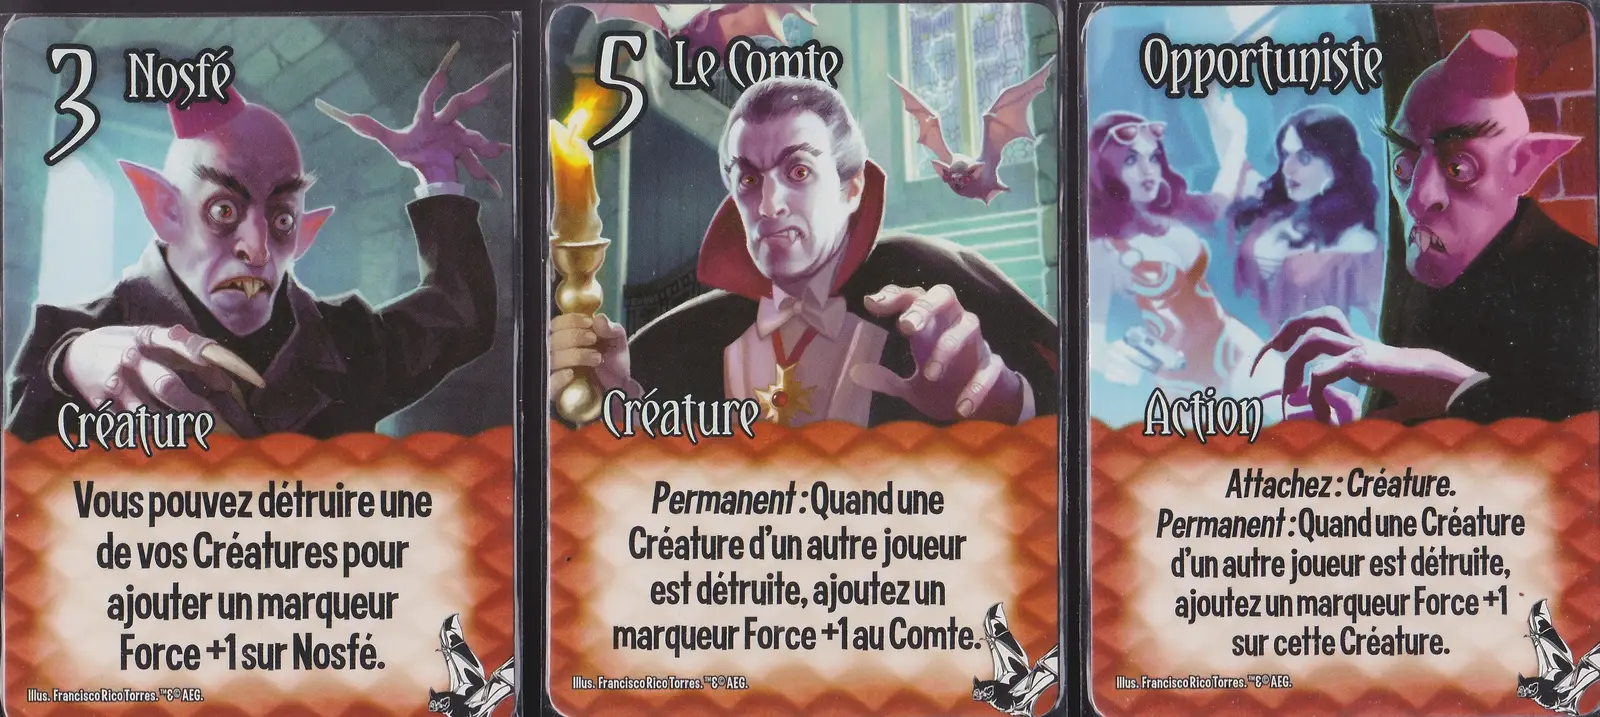 3 Nosfé
Créature
Vous pouvez détruire une
de vos Créatures pour
ajouter un marqueur
Force +1 sur Nosfé.
Illus. Francisco Rico Torres. ™&© AEG.
5 Le Comte
Créature
Permanent : Quand une
Créature d'un autre joueur
est détruite, ajoutez un
marqueur Force +1 au Comte.
Illus. Francisco Rico Torres. ™&© AEG.
Opportuniste
Action
Attachez : Créature.
Permanent : Quand une Créature
d'un autre joueur est détruite,
ajoutez un marqueur Force +1
sur cette Créature.
Illus. Francisco Rico Torres. ™&© AEG.